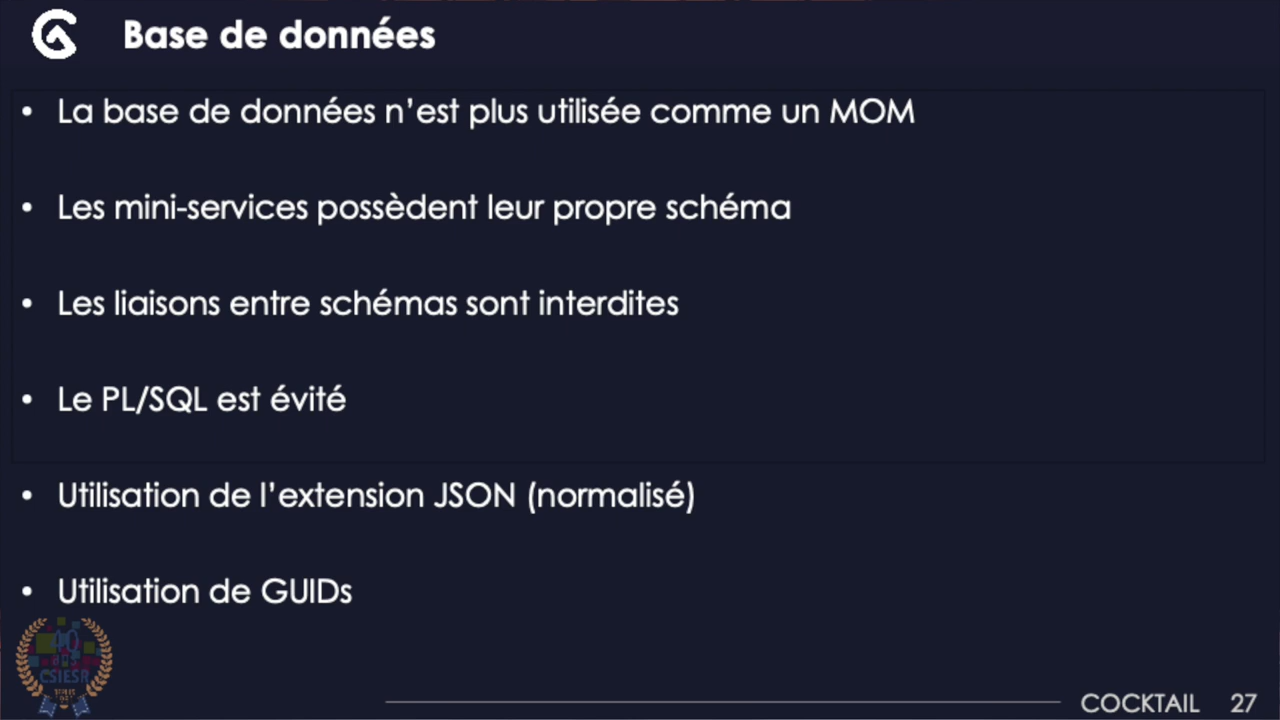 Base de données
• La base de données n’est plus utilisée comme un MOM
• Les mini-services possèdent leur propre schéma
• Les liaisons entre schémas sont interdites
• Le PL/SQL est évité
• Utilisation de l’extension JSON (normalisé)
• Utilisation de GUIDs
40
ans
CSIESR
COCKTAIL 27